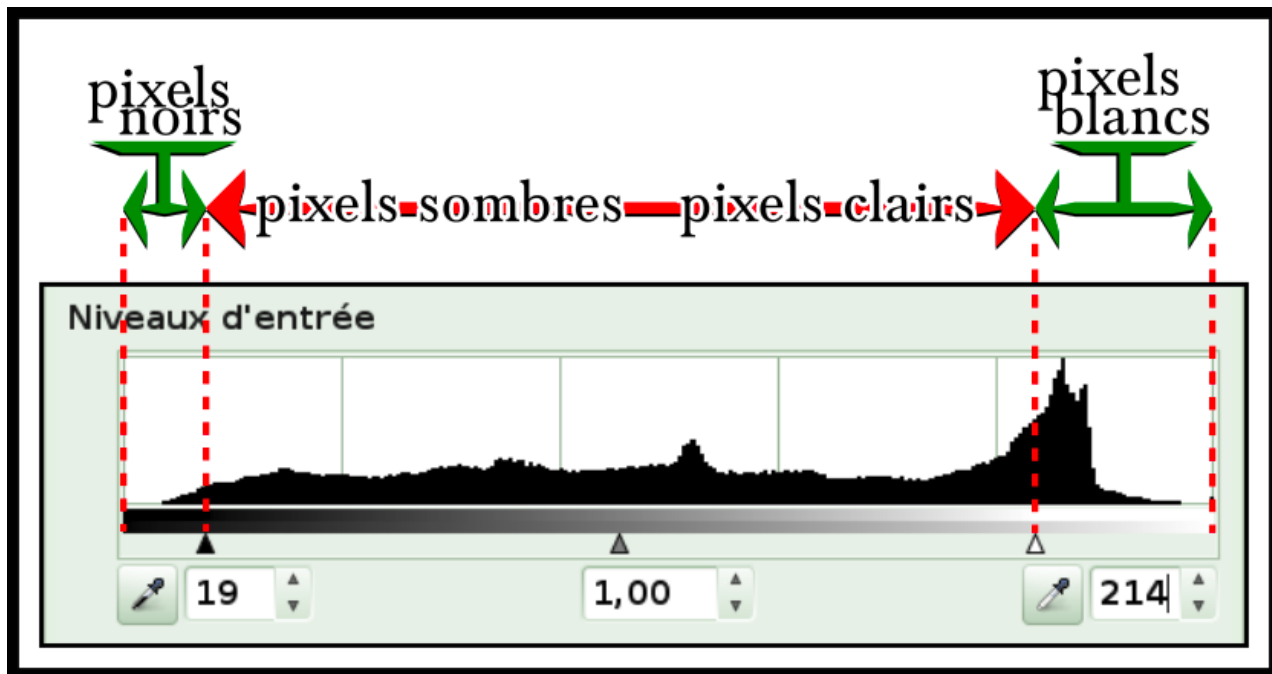 pixels
noirs
pixels
blancs
pixels sombres pixels clairs
Niveaux d'entrée
19
1,00
214